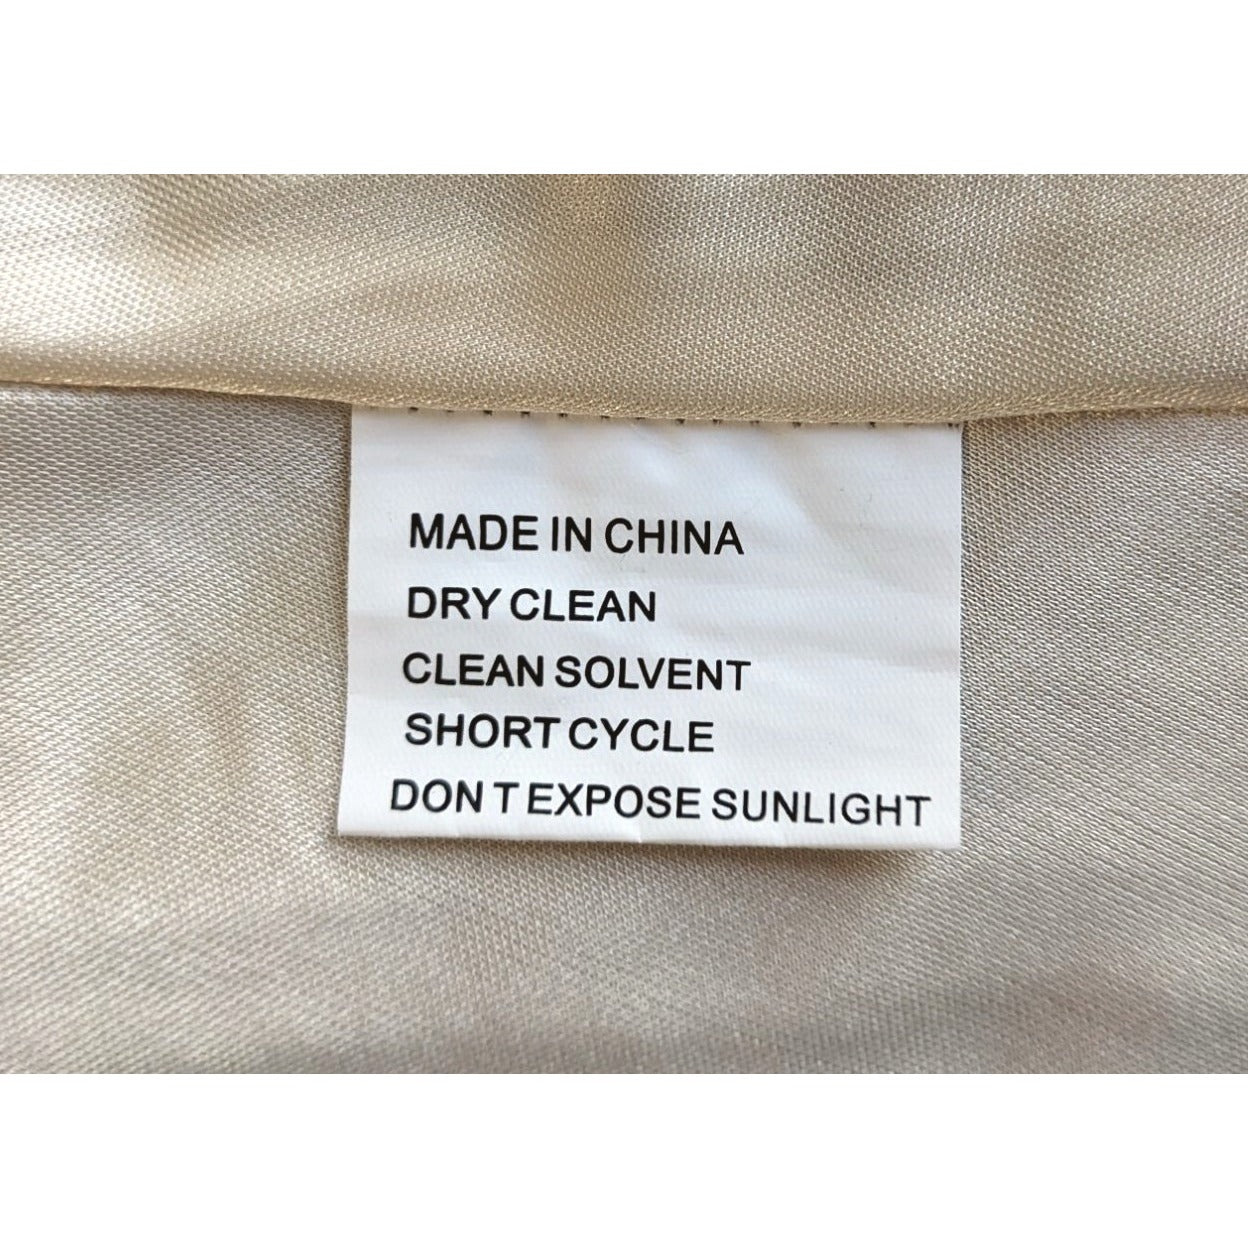 MADE IN CHINA
DRY CLEAN
CLEAN SOLVENT
SHORT CYCLE
DON T EXPOSE SUNLIGHT